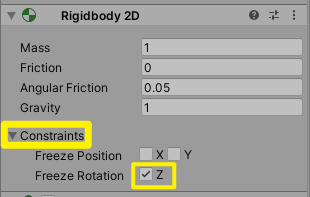 Rigidbody 2D
Mass 1
Friction 0
Angular Friction 0.05
Gravity 1
Constraints
Freeze Position X Y
Freeze Rotation Z